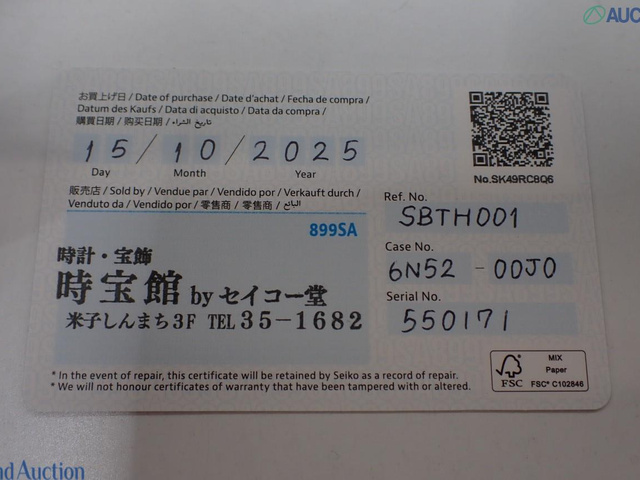 AUC
お買上げ日 / Date of purchase / Date d'achat / Fecha de compra /
Datum des Kaufs / Data di acquisto / Data da compra /
購買日期 / 购买日期 / تاريخ الشراء
15/10/2025
Day Month Year
No.SK49RC8Q6
販売店 / Sold by / Vendue par / Vendido por / Verkauft durch /
Venduto da / Vendido por / 零售商 / 零售商 / البائع
899SA
時計・宝飾
時宝館 by セイコー堂
米子しんまち3F TEL 35-1682
Ref. No.
SBTH001
Case No.
6N52 - 00J0
Serial No.
550171
* In the event of repair, this certificate will be retained by Seiko as a record of repair.
* We will not honour certificates of warranty that have been tampered with or altered.
FSC
MIX
Paper
FSC® C102846
nd Auction